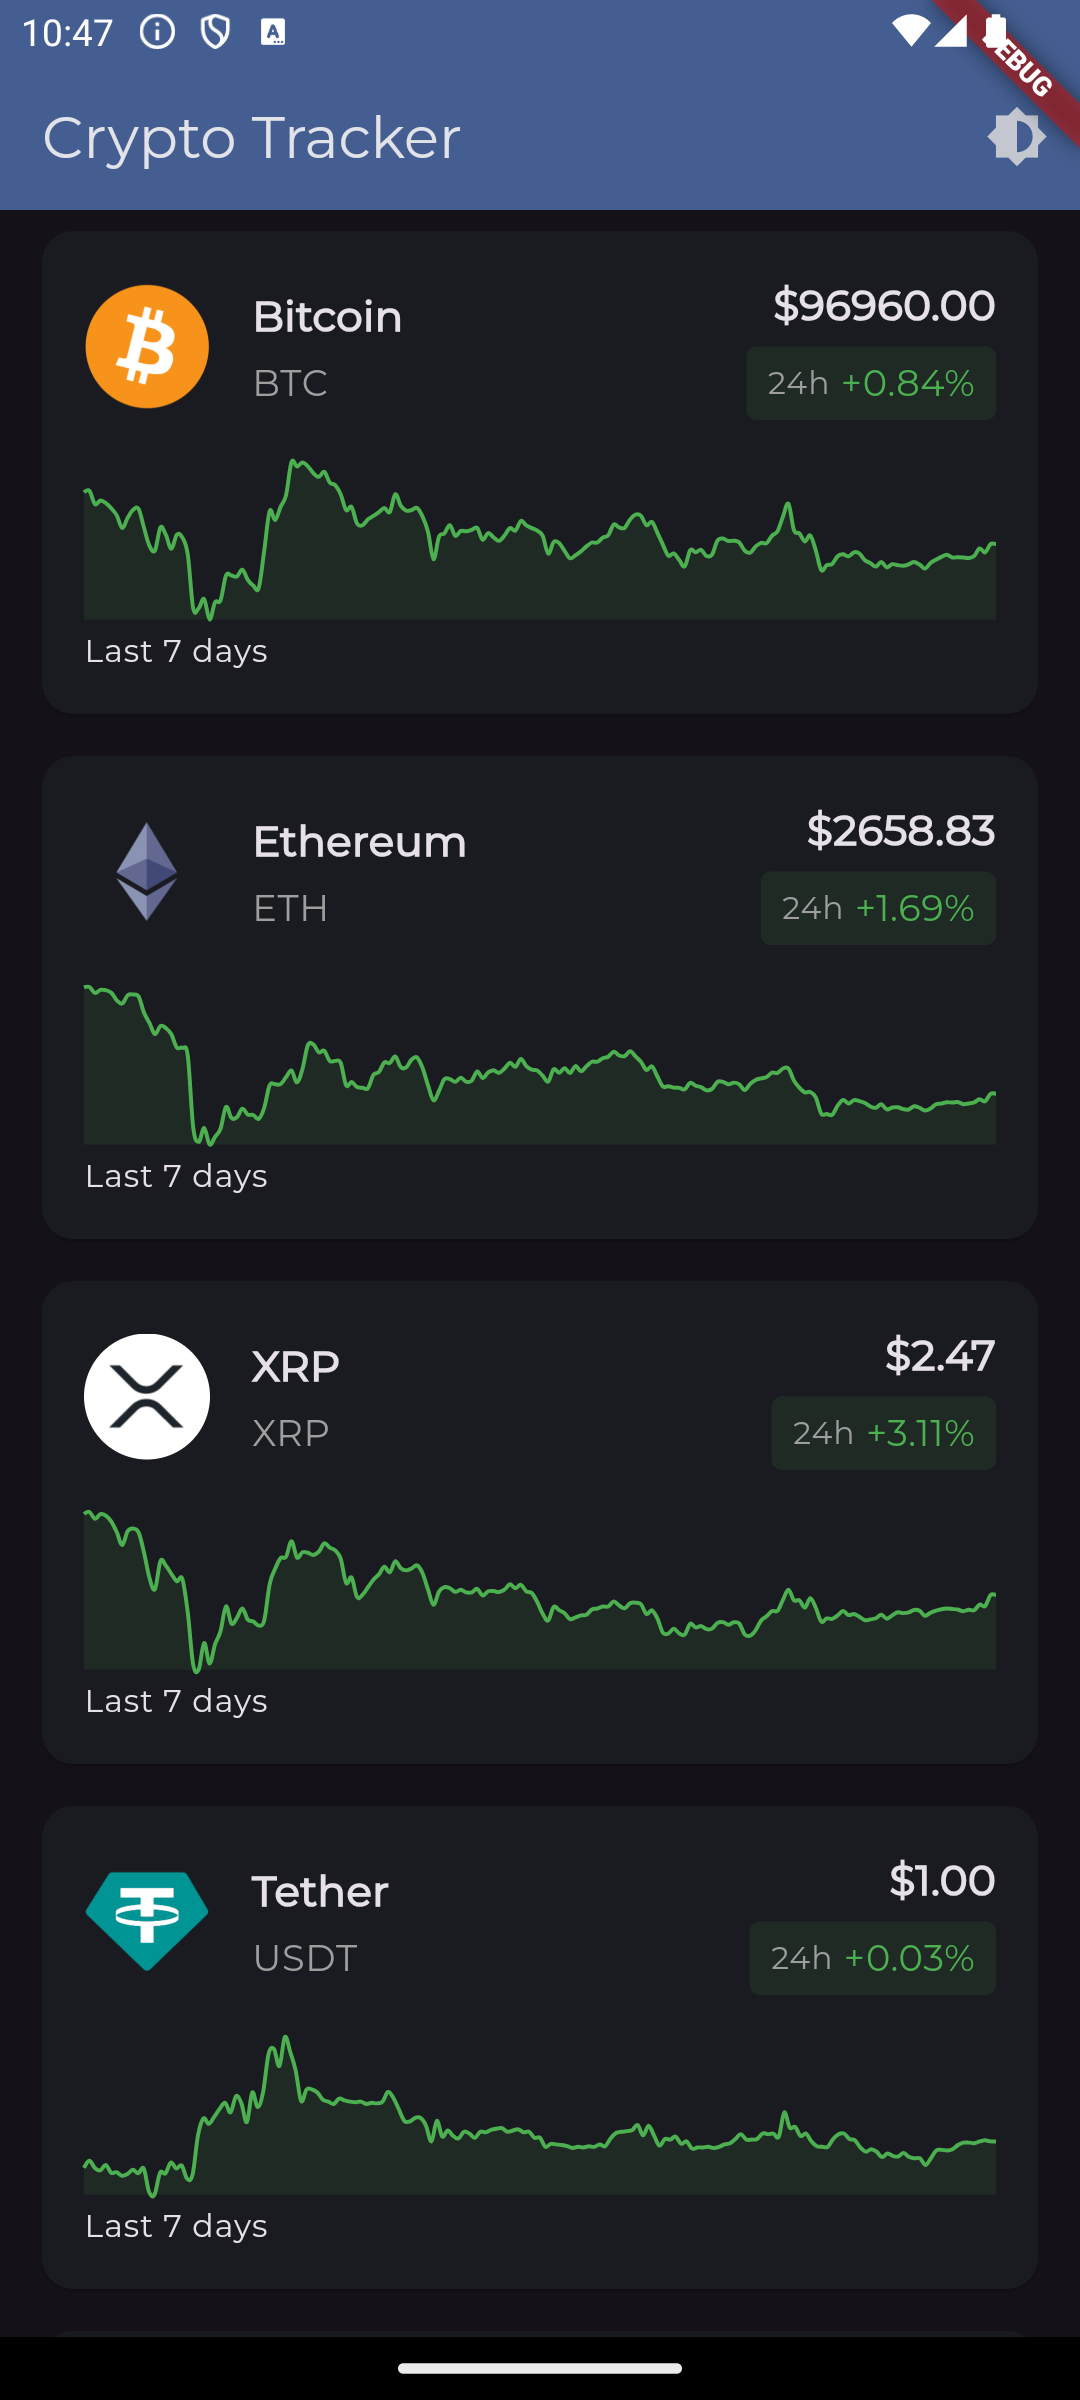 10:47
EBUG
Crypto Tracker
Bitcoin
$96960.00
BTC
24h +0.84%
Last 7 days
Ethereum
$2658.83
ETH
24h +1.69%
Last 7 days
XRP
$2.47
XRP
24h +3.11%
Last 7 days
Tether
$1.00
USDT
24h +0.03%
Last 7 days